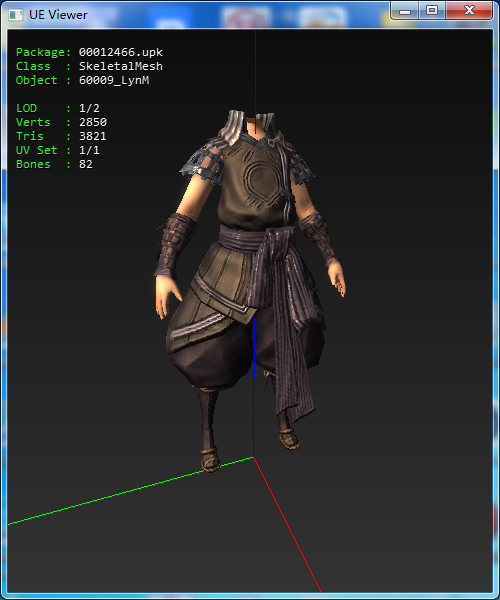 UE Viewer
Package: 00012466.upk
Class : SkeletalMesh
Object : 60009_LynM
LOD : 1/2
Verts : 2850
Tris : 3821
UV Set : 1/1
Bones : 82